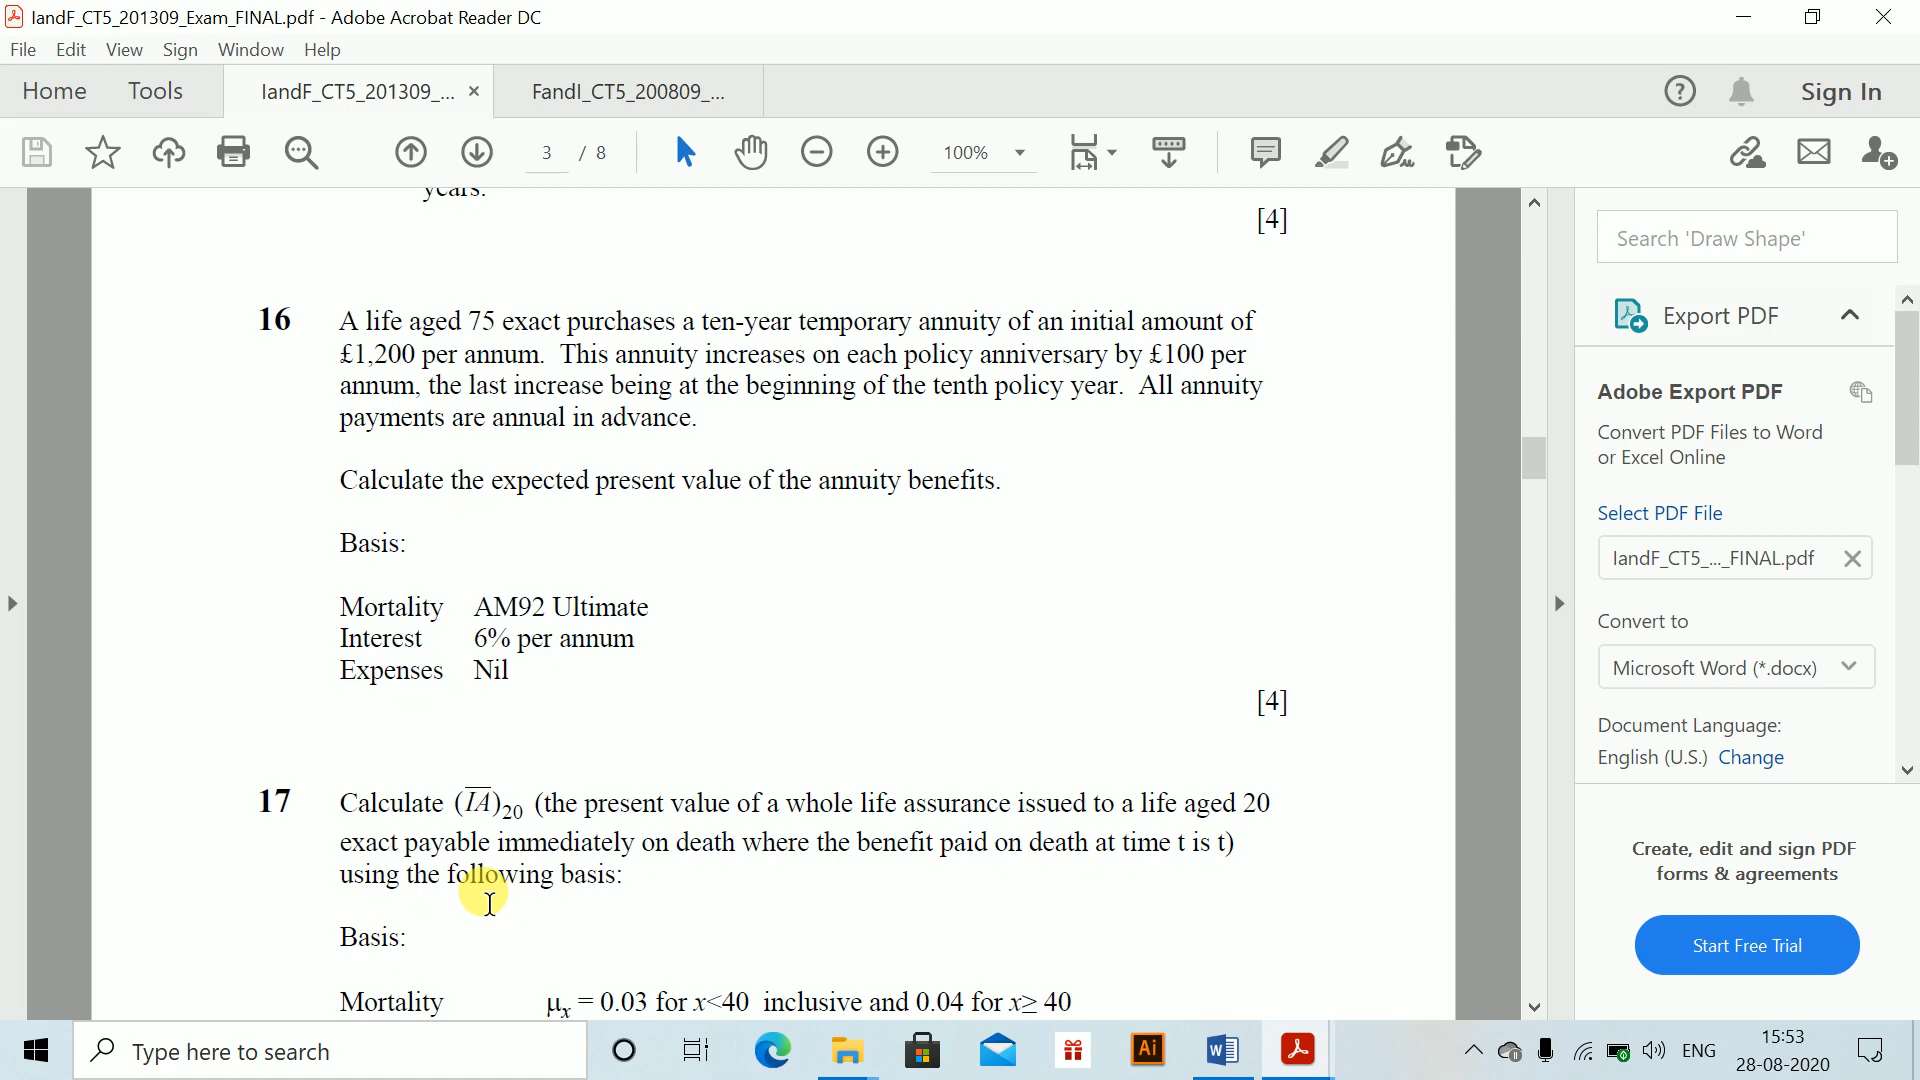 IandF_CT5_201309_Exam_FINAL.pdf - Adobe Acrobat Reader DC
File Edit View Sign Window Help
Home Tools IandF_CT5_201309_... × FandI_CT5_200809_... Sign In
3 / 8 100%
years.
[4]
16 A life aged 75 exact purchases a ten-year temporary annuity of an initial amount of
£1,200 per annum. This annuity increases on each policy anniversary by £100 per
annum, the last increase being at the beginning of the tenth policy year. All annuity
payments are annual in advance.
Calculate the expected present value of the annuity benefits.
Basis:
Mortality AM92 Ultimate
Interest 6% per annum
Expenses Nil
[4]
17 Calculate (I̅A̅)₂₀ (the present value of a whole life assurance issued to a life aged 20
exact payable immediately on death where the benefit paid on death at time t is t)
using the following basis:
Basis:
Mortality μₓ = 0.03 for x<40 inclusive and 0.04 for x≥ 40
Search 'Draw Shape'
Export PDF
Adobe Export PDF
Convert PDF Files to Word
or Excel Online
Select PDF File
IandF_CT5_..._FINAL.pdf
Convert to
Microsoft Word (*.docx)
Document Language:
English (U.S.) Change
Create, edit and sign PDF
forms & agreements
Start Free Trial
Type here to search
Ai
ENG
15:53
28-08-2020